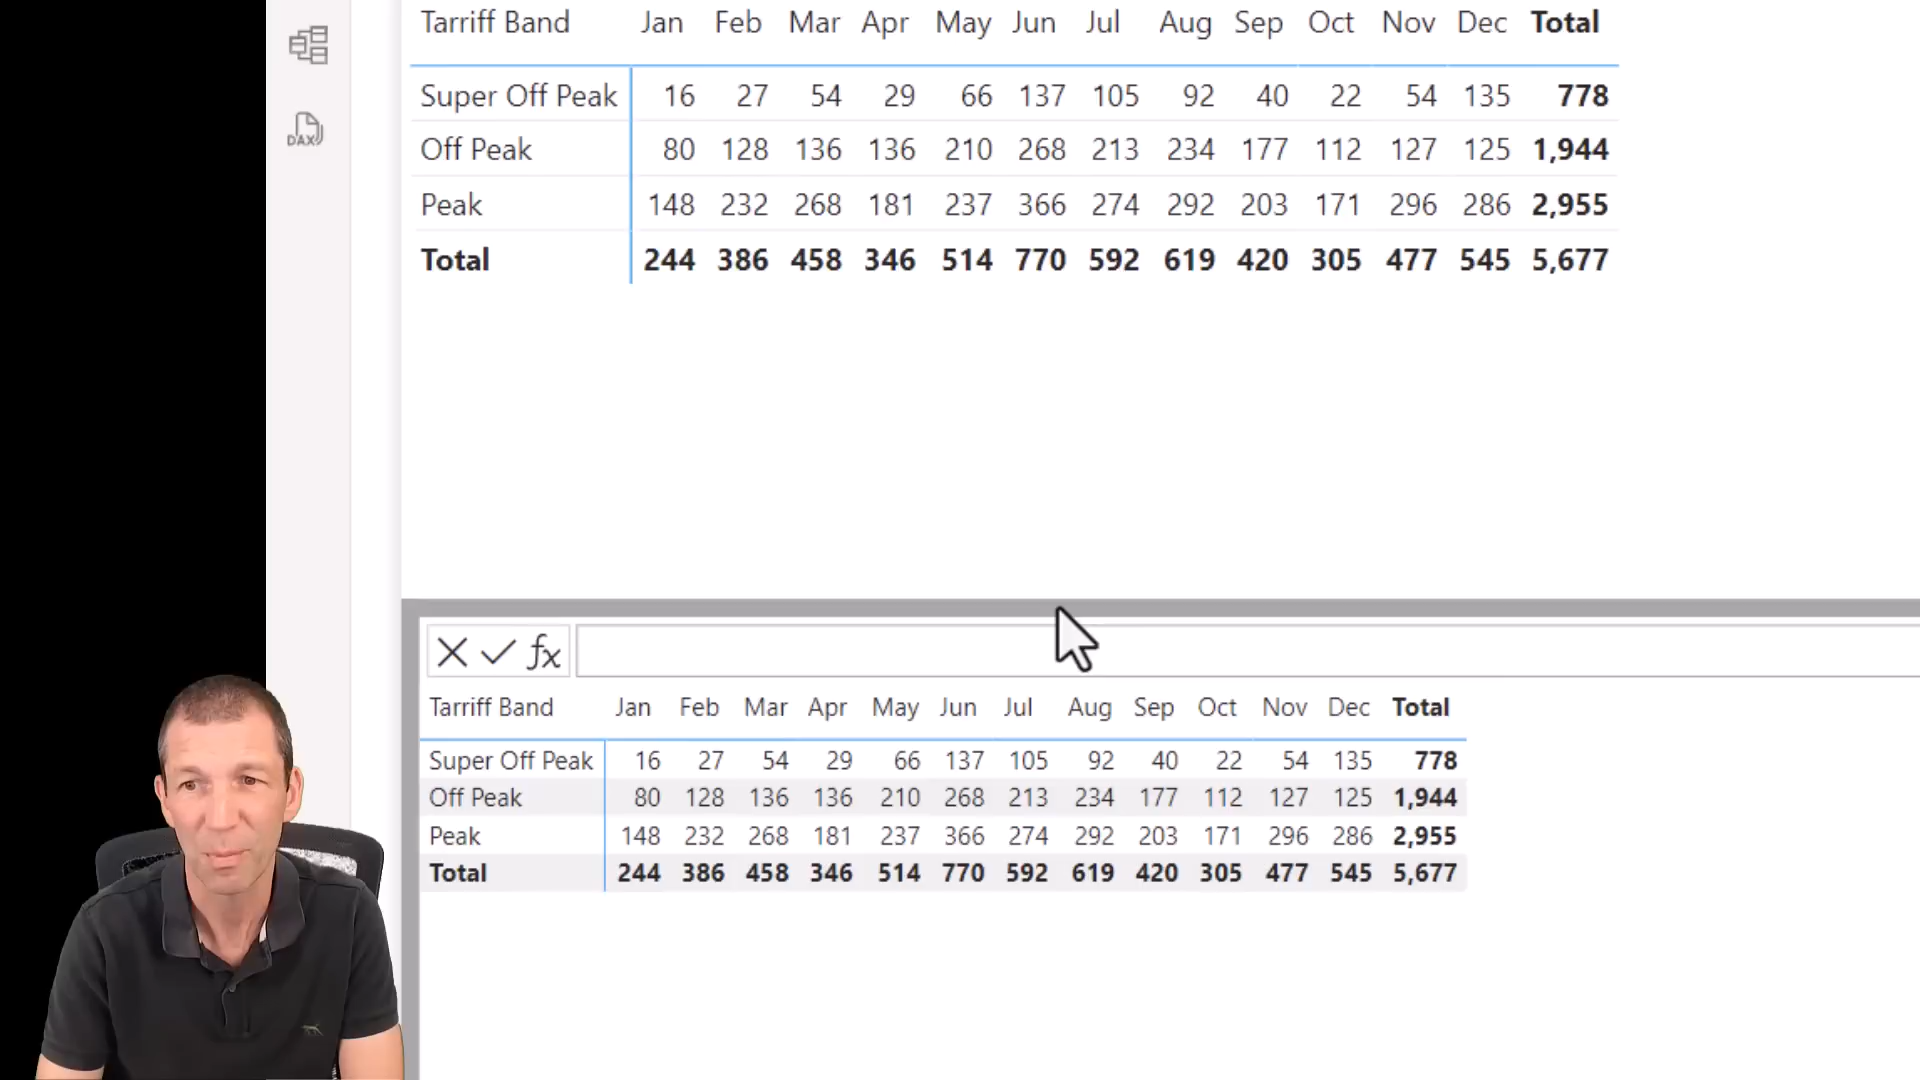 Tarriff Band Jan Feb Mar Apr May Jun Jul Aug Sep Oct Nov Dec Total
Super Off Peak 16 27 54 29 66 137 105 92 40 22 54 135 778
Off Peak 80 128 136 136 210 268 213 234 177 112 127 125 1,944
Peak 148 232 268 181 237 366 274 292 203 171 296 286 2,955
Total 244 386 458 346 514 770 592 619 420 305 477 545 5,677
DAX
fx
Tarriff Band Jan Feb Mar Apr May Jun Jul Aug Sep Oct Nov Dec Total
Super Off Peak 16 27 54 29 66 137 105 92 40 22 54 135 778
Off Peak 80 128 136 136 210 268 213 234 177 112 127 125 1,944
Peak 148 232 268 181 237 366 274 292 203 171 296 286 2,955
Total 244 386 458 346 514 770 592 619 420 305 477 545 5,677